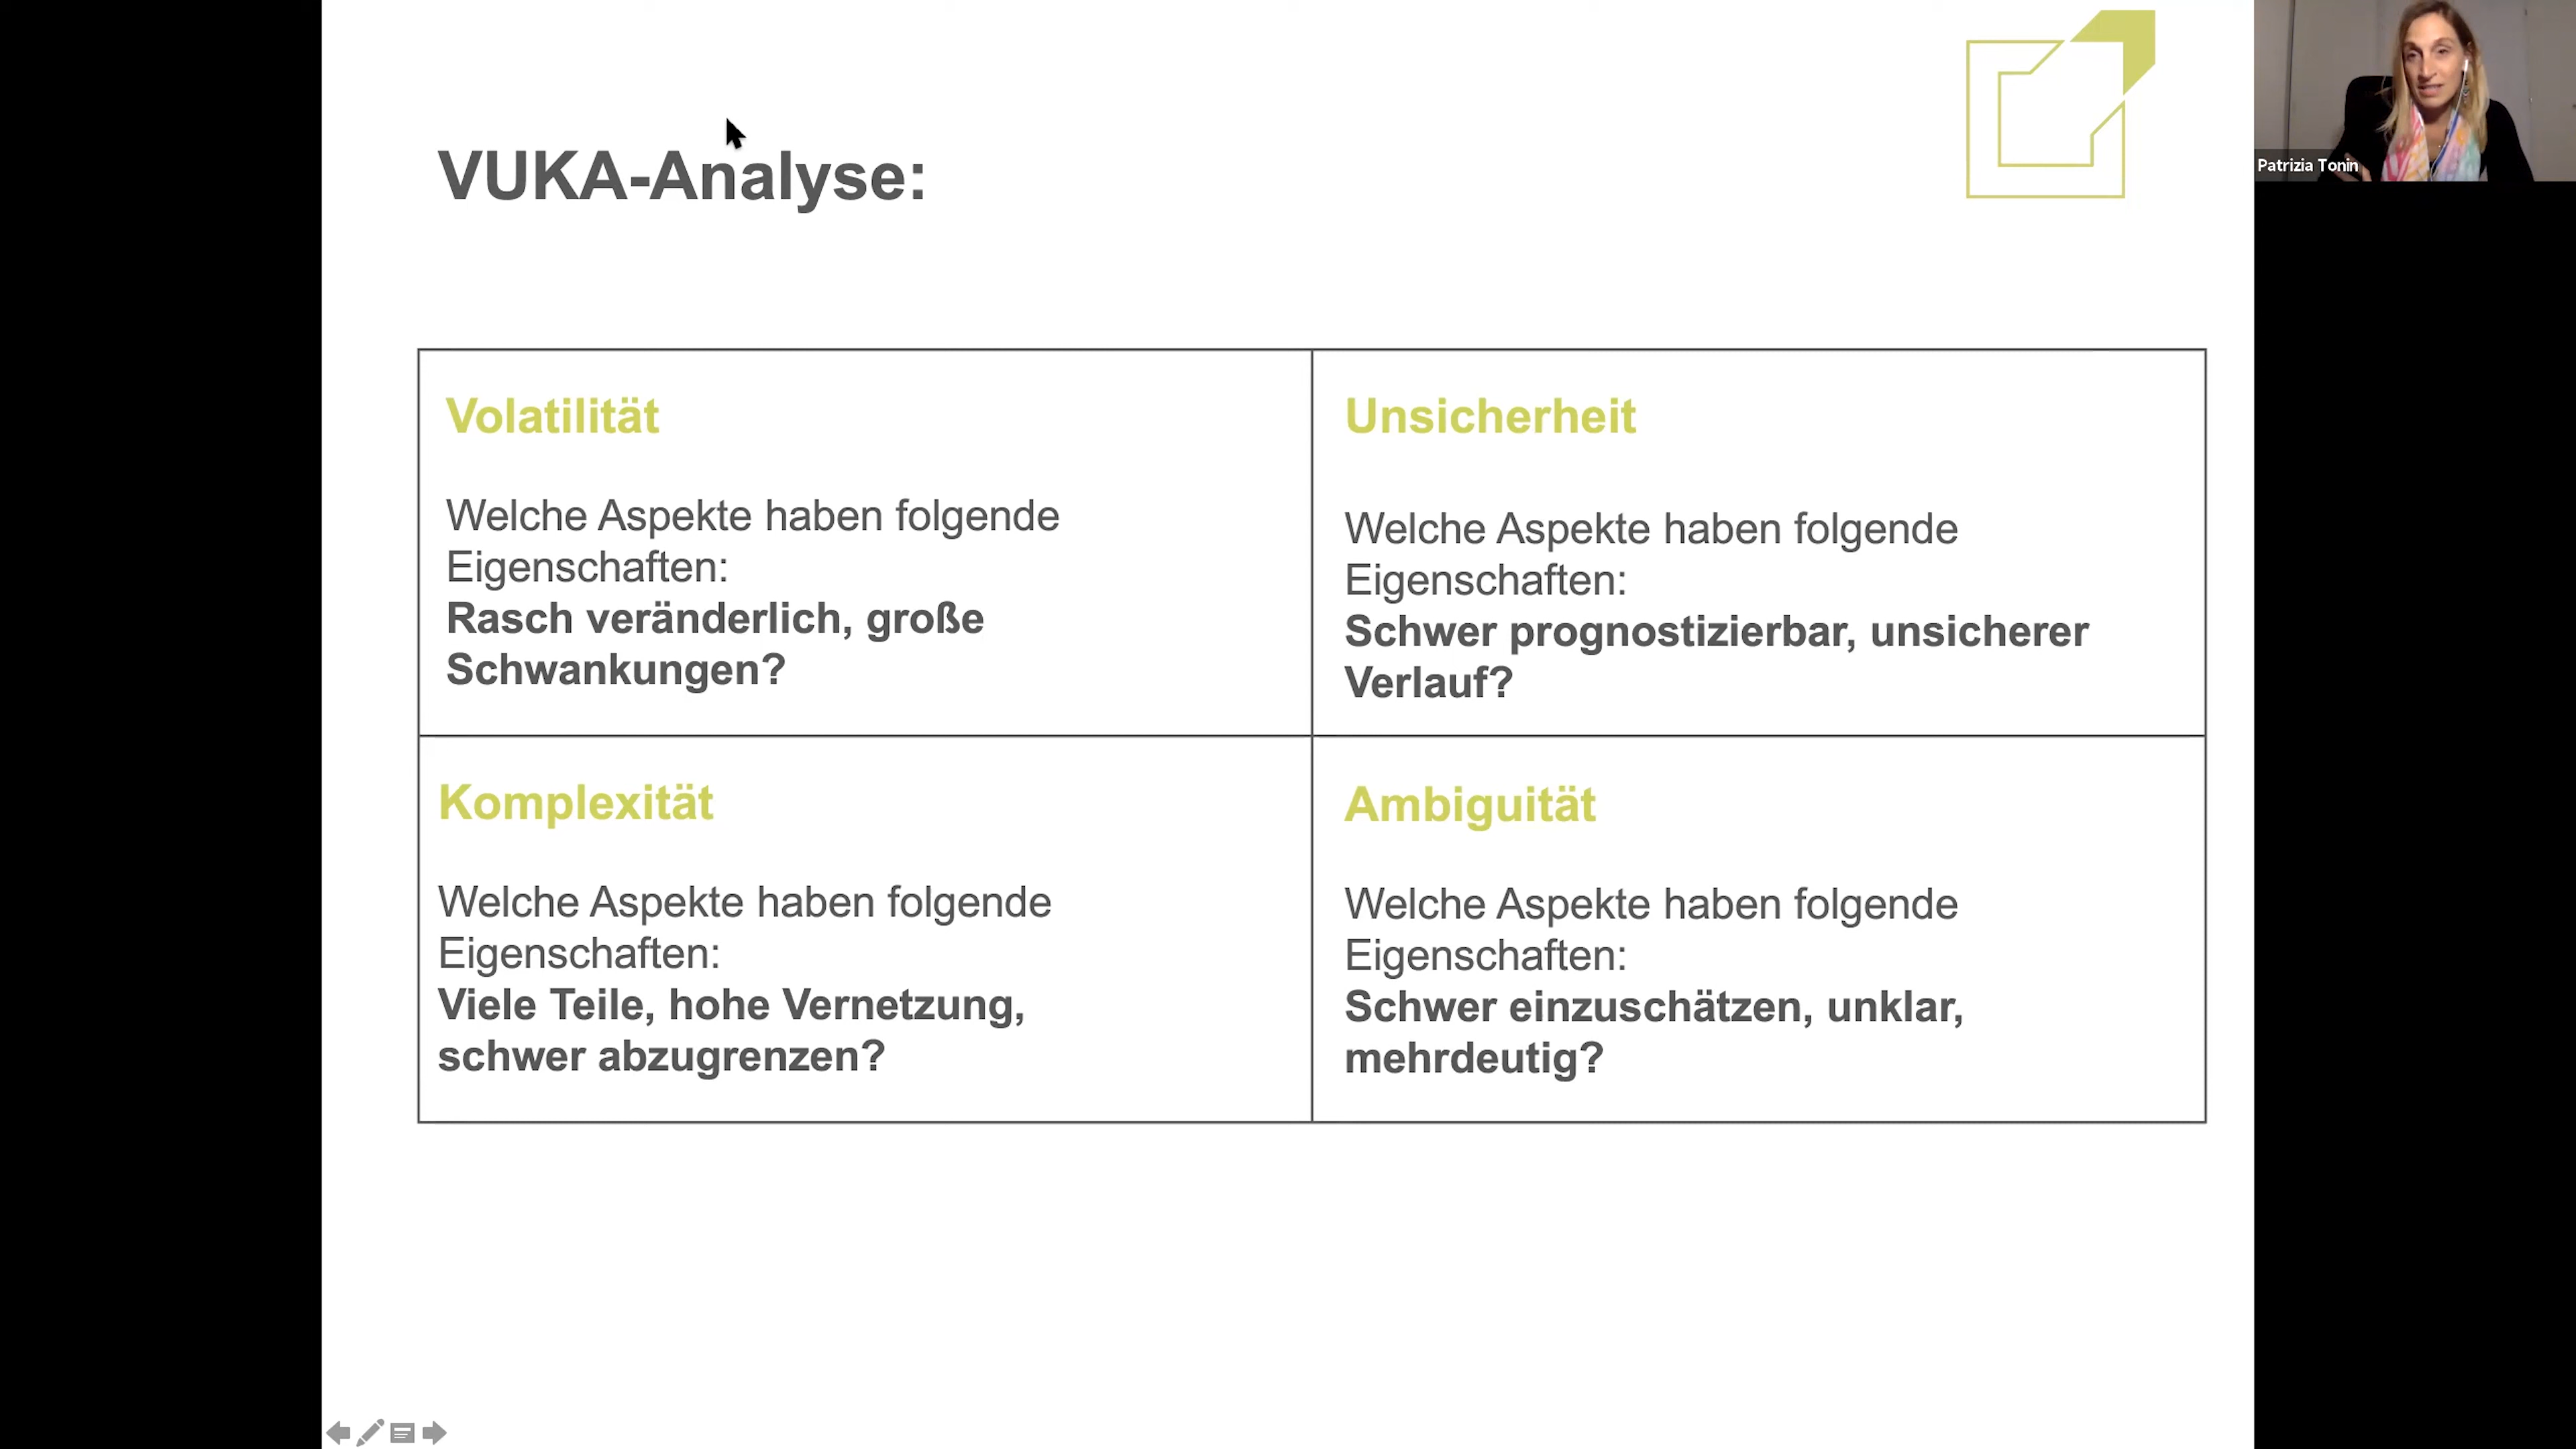 VUKA-Analyse:
Patrizia Tonin
Volatilität
Welche Aspekte haben folgende
Eigenschaften:
Rasch veränderlich, große
Schwankungen?
Unsicherheit
Welche Aspekte haben folgende
Eigenschaften:
Schwer prognostizierbar, unsicherer
Verlauf?
Komplexität
Welche Aspekte haben folgende
Eigenschaften:
Viele Teile, hohe Vernetzung,
schwer abzugrenzen?
Ambiguität
Welche Aspekte haben folgende
Eigenschaften:
Schwer einzuschätzen, unklar,
mehrdeutig?